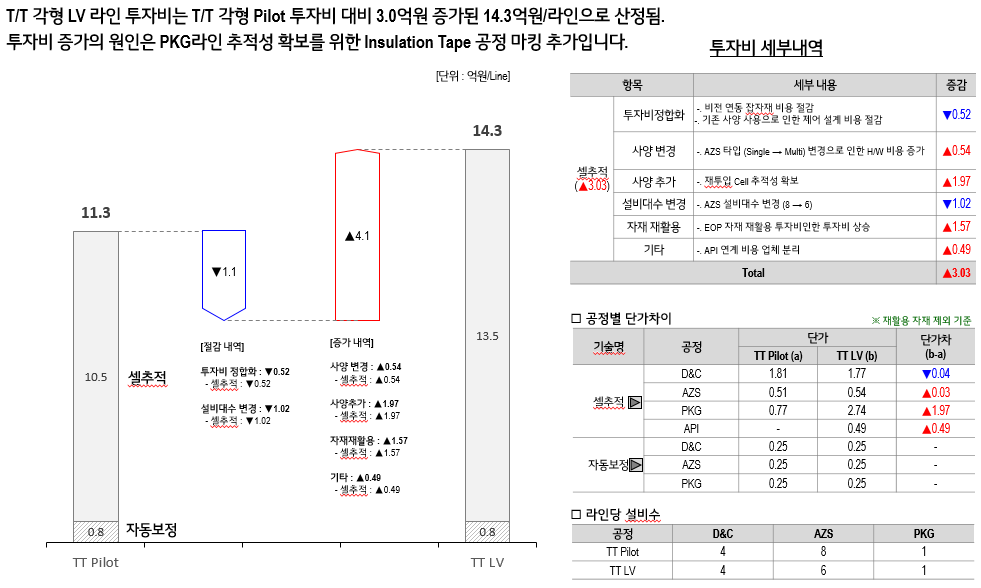 T/T 각형 LV 라인 투자비는 T/T 각형 Pilot 투자비 대비 3.0억원 증가된 14.3억원/라인으로 산정됨.
투자비 증가의 원인은 PKG라인 추적성 확보를 위한 Insulation Tape 공정 마킹 추가입니다.
[단위 : 억원/Line]
11.3
14.3
▼1.1
▲4.1
10.5
셀추적
13.5
0.8
자동보정
0.8
TT Pilot
TT LV
[절감 내역]
투자비 정합화 : ▼0.52
- 셀추적 : ▼0.52
설비대수 변경 : ▼1.02
- 셀추적 : ▼1.02
[증가 내역]
사양 변경 : ▲0.54
- 셀추적 : ▲0.54
사양추가 : ▲1.97
- 셀추적 : ▲1.97
자재재활용 : ▲1.57
- 셀추적 : ▲1.57
기타 : ▲0.49
- 셀추적 : ▲0.49
투자비 세부내역
항목 세부 내용 증감
셀추적
(▲3.03)
투자비정합화 -. 비전 연동 잡자재 비용 절감
-. 기존 사양 사용으로 인한 제어 설계 비용 절감 ▼0.52
사양 변경 -. AZS 타입 (Single → Multi) 변경으로 인한 H/W 비용 증가 ▲0.54
사양 추가 -. 재투입 Cell 추적성 확보 ▲1.97
설비대수 변경 -. AZS 설비대수 변경 (8 → 6) ▼1.02
자재 재활용 -. EOP 자재 재활용 투자비인한 투자비 상승 ▲1.57
기타 -. API 연계 비용 업체 분리 ▲0.49
Total ▲3.03
□ 공정별 단가차이
※ 재활용 자재 제외 기준
기술명 공정 단가 단가차
(b-a)
TT Pilot (a) TT LV (b)
셀추적 ▶
D&C 1.81 1.77 ▼0.04
AZS 0.51 0.54 ▲0.03
PKG 0.77 2.74 ▲1.97
API - 0.49 ▲0.49
자동보정 ▶
D&C 0.25 0.25 -
AZS 0.25 0.25 -
PKG 0.25 0.25 -
□ 라인당 설비수
공정 D&C AZS PKG
TT Pilot 4 8 1
TT LV 4 6 1